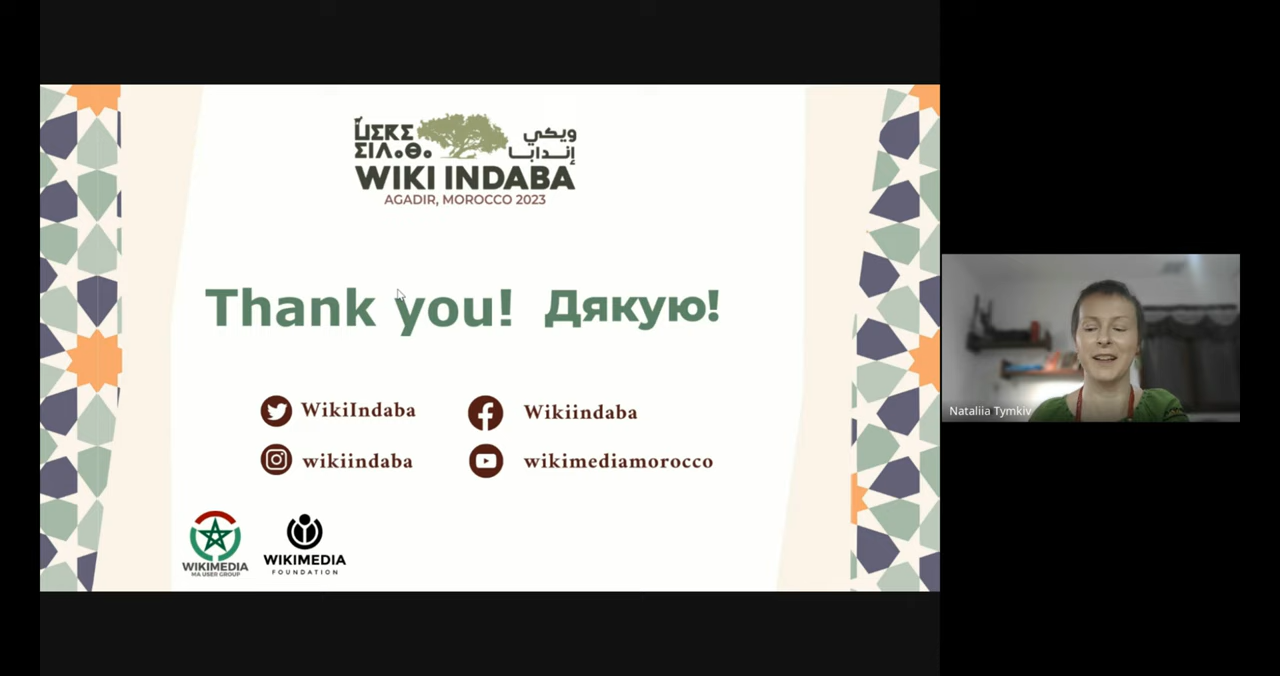 ⵡⵉⴽⵉ
ⵉⵏⴷⴰⴱⴰ
ويكي
إندابا
WIKI INDABA
AGADIR, MOROCCO 2023
Thank you! Дякую!
WikiIndaba
Wikiindaba
wikiindaba
wikimediamorocco
WIKIMEDIA
MA USER GROUP
WIKIMEDIA
FOUNDATION
Nataliia Tymkiv